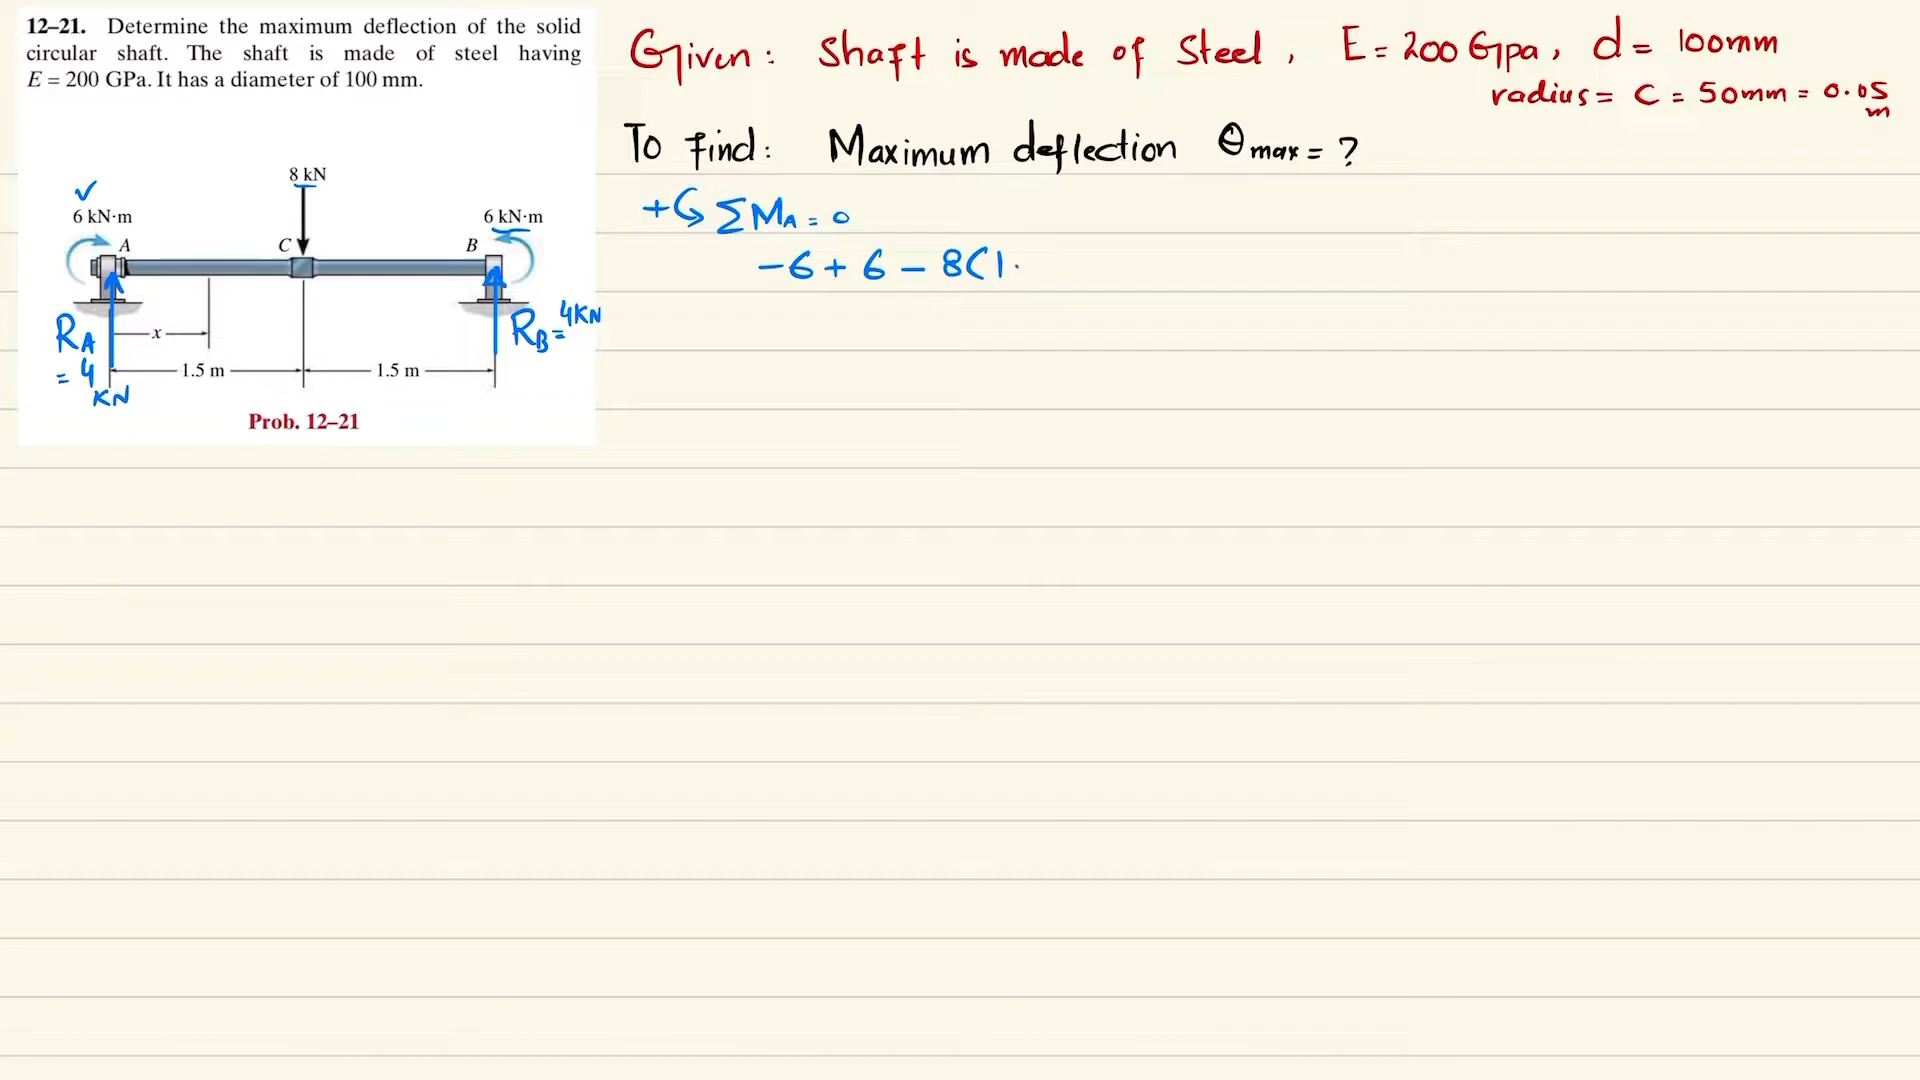 12–21. Determine the maximum deflection of the solid
circular shaft. The shaft is made of steel having
E = 200 GPa. It has a diameter of 100 mm.
8 kN
6 kN·m
6 kN·m
A
C
B
x
1.5 m
1.5 m
RA = 4 KN
RB = 4KN
Prob. 12–21
Given: Shaft is made of Steel, E = 200 Gpa, d = 100mm
radius = C = 50mm = 0.05 m
To find: Maximum deflection Θmax = ?
+ ΣMA = 0
-6 + 6 - 8(1.